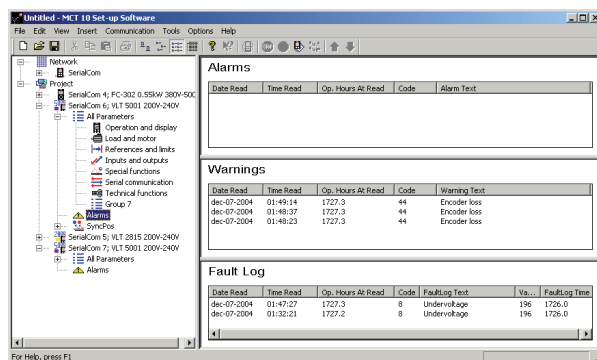 Untitled - MCT 10 Set-up Software
File Edit View Insert Communication Tools Options Help
Network
SerialCom
Project
SerialCom 4; FC-302 0.55kW 380V-500
SerialCom 6; VLT 5001 200V-240V
All Parameters
Operation and display
Load and motor
References and limits
Inputs and outputs
Special functions
Serial communication
Technical functions
Group 7
Alarms
SyncPos
SerialCom 5; VLT 2815 200V-240V
SerialCom 7; VLT 5001 200V-240V
All Parameters
Alarms
Alarms
Date Read Time Read Op. Hours At Read Code Alarm Text
Warnings
Date Read Time Read Op. Hours At Read Code Warning Text
dec-07-2004 01:49:14 1727.3 44 Encoder loss
dec-07-2004 01:48:37 1727.3 44 Encoder loss
dec-07-2004 01:48:23 1727.3 44 Encoder loss
Fault Log
Date Read Time Read Op. Hours At Read Code FaultLog Text Va... FaultLog Time
dec-07-2004 01:47:27 1727.3 8 Undervoltage 196 1726.0
dec-07-2004 01:32:21 1727.2 8 Undervoltage 196 1726.0
For Help, press F1